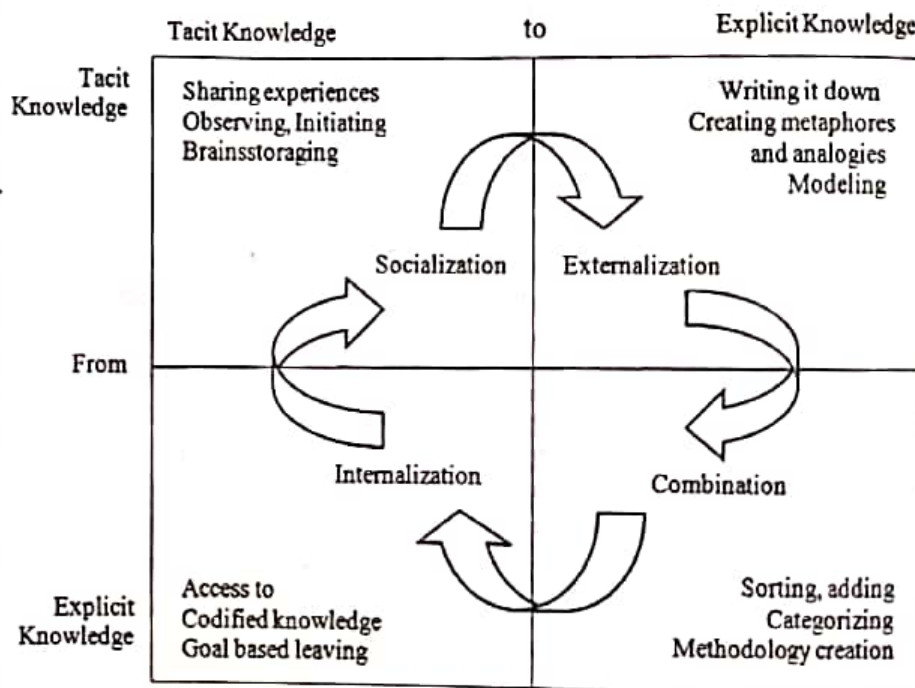 Tacit Knowledge
to
Explicit Knowledge
Tacit
Knowledge
Sharing experiences
Observing, Initiating
Brainsstoraging
Writing it down
Creating metaphores
and analogies
Modeling
Socialization
Externalization
From
Internalization
Combination
Explicit
Knowledge
Access to
Codified knowledge
Goal based leaving
Sorting, adding
Categorizing
Methodology creation